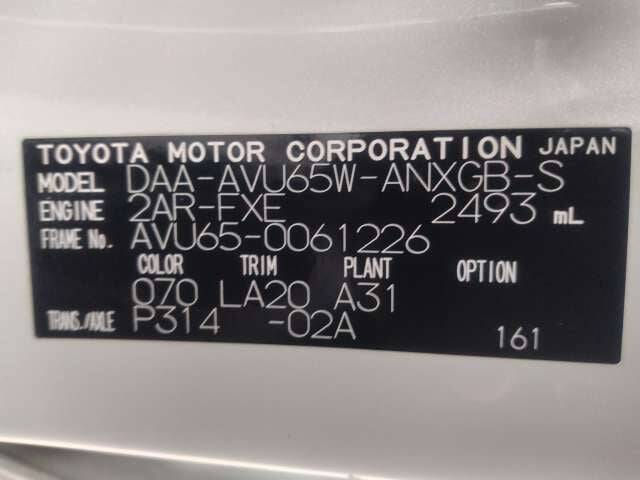 TOYOTA MOTOR CORPORATION JAPAN
MODEL DAA-AVU65W-ANXGB-S
ENGINE 2AR-FXE 2493 mL
FRAME No. AVU65-0061226
COLOR TRIM PLANT OPTION
070 LA20 A31
TRANS./AXLE P314 -02A 161